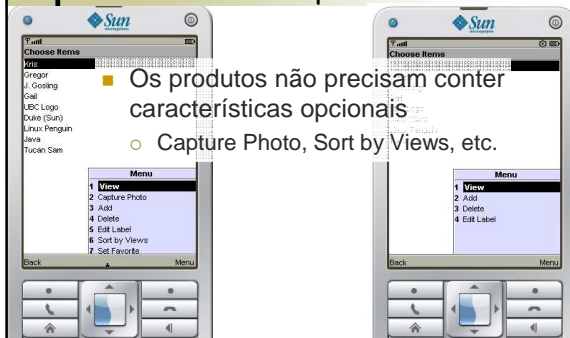 Sun
microsystems
Choose Items
Kris
Gregor
J. Gosling
Gail
UBC Logo
Duke (Sun)
Linux Penguin
Java
Tucan Sam
Menu
1 View
2 Capture Photo
3 Add
4 Delete
5 Edit Label
6 Sort by Views
7 Set Favorite
Back
Menu
Os produtos não precisam conter
características opcionais
Capture Photo, Sort by Views, etc.
Sun
microsystems
Choose Items
Menu
1 View
2 Add
3 Delete
4 Edit Label
Back
Menu